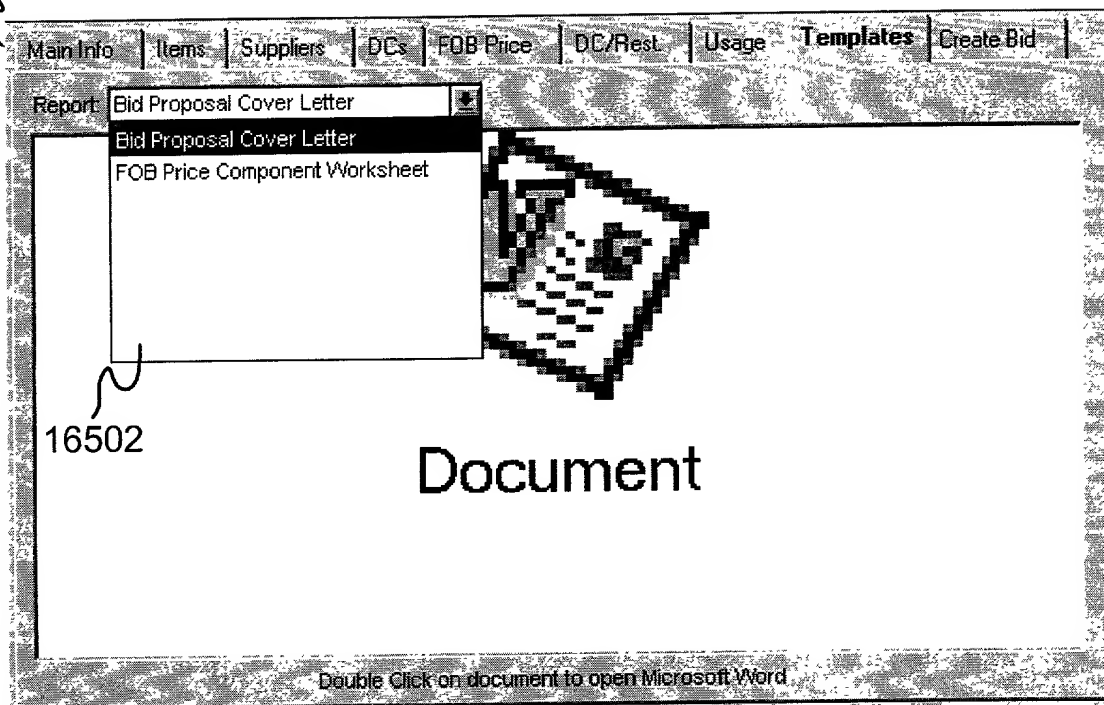 Main Info Items Suppliers DCs FOB Price DC/Rest. Usage Templates Create Bid
Report: Bid Proposal Cover Letter
Bid Proposal Cover Letter
FOB Price Component Worksheet
16502
Document
Double Click on document to open Microsoft Word